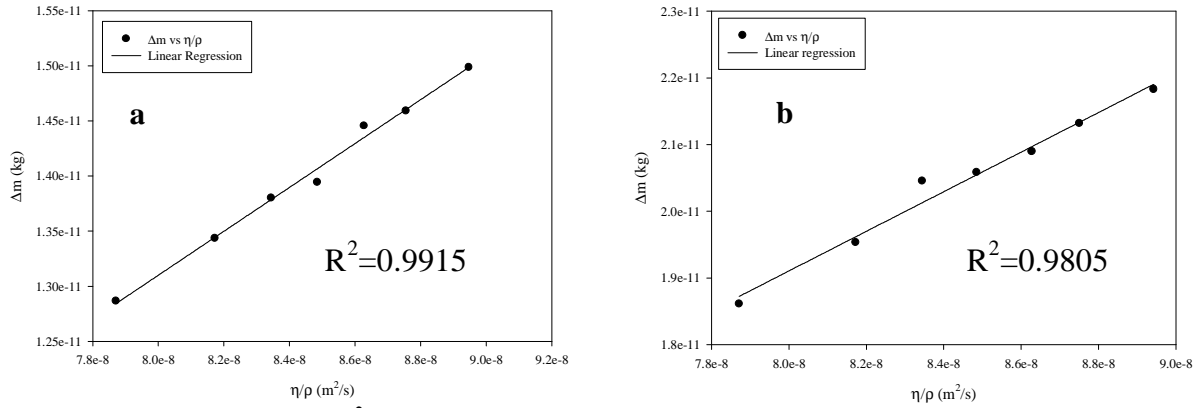 1.55e-11
1.50e-11
1.45e-11
1.40e-11
1.35e-11
1.30e-11
1.25e-11
Δm (kg)
Δm vs η/ρ
Linear Regression
a
R²=0.9915
7.8e-8 8.0e-8 8.2e-8 8.4e-8 8.6e-8 8.8e-8 9.0e-8 9.2e-8
η/ρ (m²/s)
2.3e-11
2.2e-11
2.1e-11
2.0e-11
1.9e-11
1.8e-11
Δm (kg)
Δm vs η/ρ
Linear regression
b
R²=0.9805
7.8e-8 8.0e-8 8.2e-8 8.4e-8 8.6e-8 8.8e-8 9.0e-8
η/ρ (m²/s)